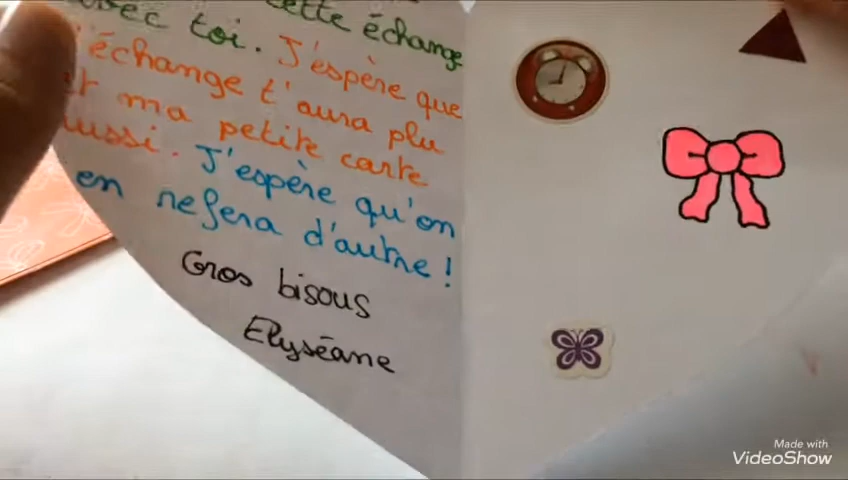 avec cette échange
toi. J'espère que
l'échange t'aura plu
et ma petite carte
aussi. J'espère qu'on
en refera d'autre !
Gros bisous
Elyséane
Made with
VideoShow